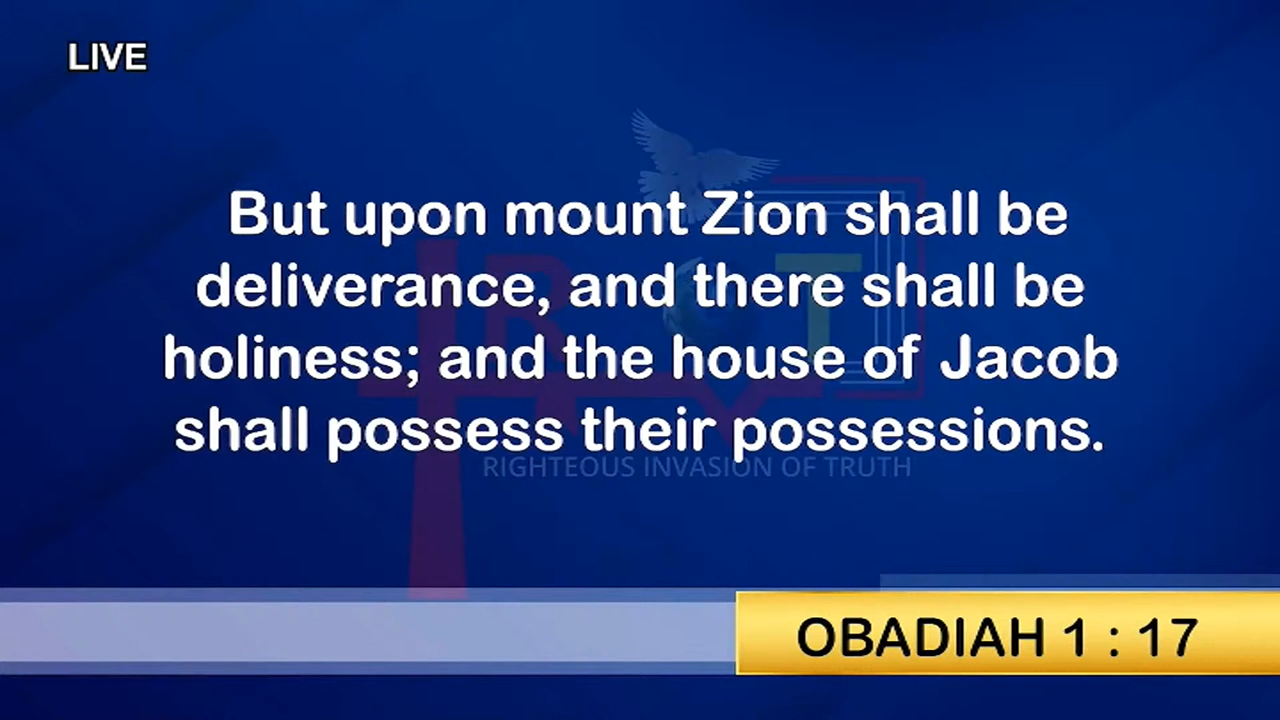 LIVE
But upon mount Zion shall be
deliverance, and there shall be
holiness; and the house of Jacob
shall possess their possessions.
RIGHTEOUS INVASION OF TRUTH
OBADIAH 1 : 17